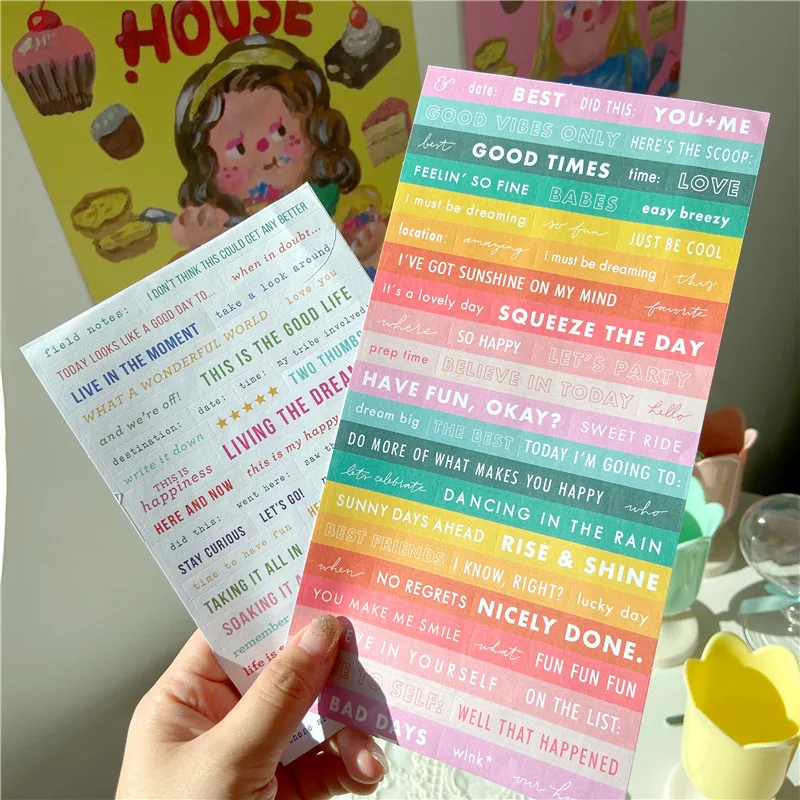 HOUSE
I DON'T THINK THIS COULD GET ANY BETTER
field notes: when in doubt...
TODAY LOOKS LIKE A GOOD DAY TO... take a look around
LIVE IN THE MOMENT love you
WHAT A WONDERFUL WORLD
and we're off! THIS IS THE GOOD LIFE
destination: date: time: my tribe involved
write it down ★★★★★ TWO THUMBS
THIS IS happiness LIVING THE DREAM
HERE AND NOW this is my happy
did this: went here: saw
STAY CURIOUS LET'S GO!
time to have fun
TAKING IT ALL IN
SOAKING IT
remember
life is
& date: BEST DID THIS: YOU+ME
GOOD VIBES ONLY HERE'S THE SCOOP:
best GOOD TIMES time: LOVE
FEELIN' SO FINE BABES easy breezy
I must be dreaming so fun JUST BE COOL
location: amazing I must be dreaming this
I'VE GOT SUNSHINE ON MY MIND favorite
it's a lovely day SQUEEZE THE DAY
where SO HAPPY LET'S PARTY
prep time BELIEVE IN TODAY hello
HAVE FUN, OKAY? SWEET RIDE
dream big THE BEST TODAY I'M GOING TO:
DO MORE OF WHAT MAKES YOU HAPPY who
let's celebrate DANCING IN THE RAIN
SUNNY DAYS AHEAD RISE & SHINE
BEST FRIENDS I KNOW, RIGHT? lucky day
when NO REGRETS NICELY DONE.
YOU MAKE ME SMILE what FUN FUN FUN
IN YOURSELF ON THE LIST:
TO SELF: WELL THAT HAPPENED
BAD DAYS wink* our